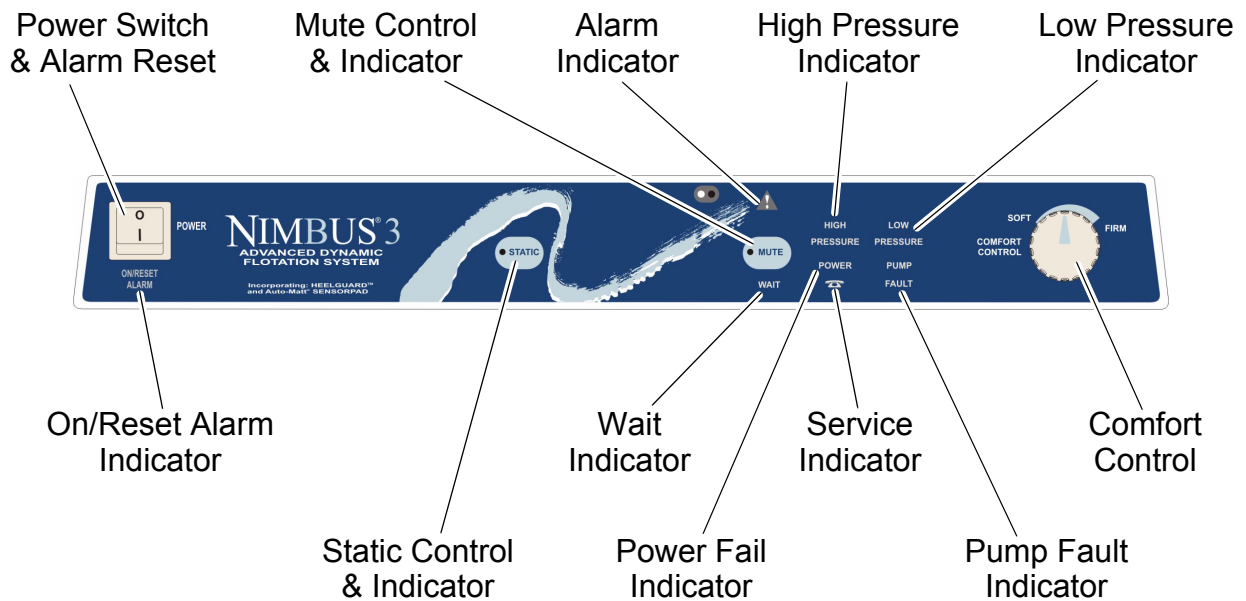 Power Switch
& Alarm Reset
Mute Control
& Indicator
Alarm
Indicator
High Pressure
Indicator
Low Pressure
Indicator
O
I
POWER
ON/RESET
ALARM
NIMBUS® 3
ADVANCED DYNAMIC
FLOTATION SYSTEM
Incorporating: HEELGUARD™
and Auto-Matt® SENSORPAD
STATIC
MUTE
WAIT
HIGH
PRESSURE
POWER
LOW
PRESSURE
PUMP
FAULT
SOFT
FIRM
COMFORT
CONTROL
On/Reset Alarm
Indicator
Wait
Indicator
Service
Indicator
Comfort
Control
Static Control
& Indicator
Power Fail
Indicator
Pump Fault
Indicator